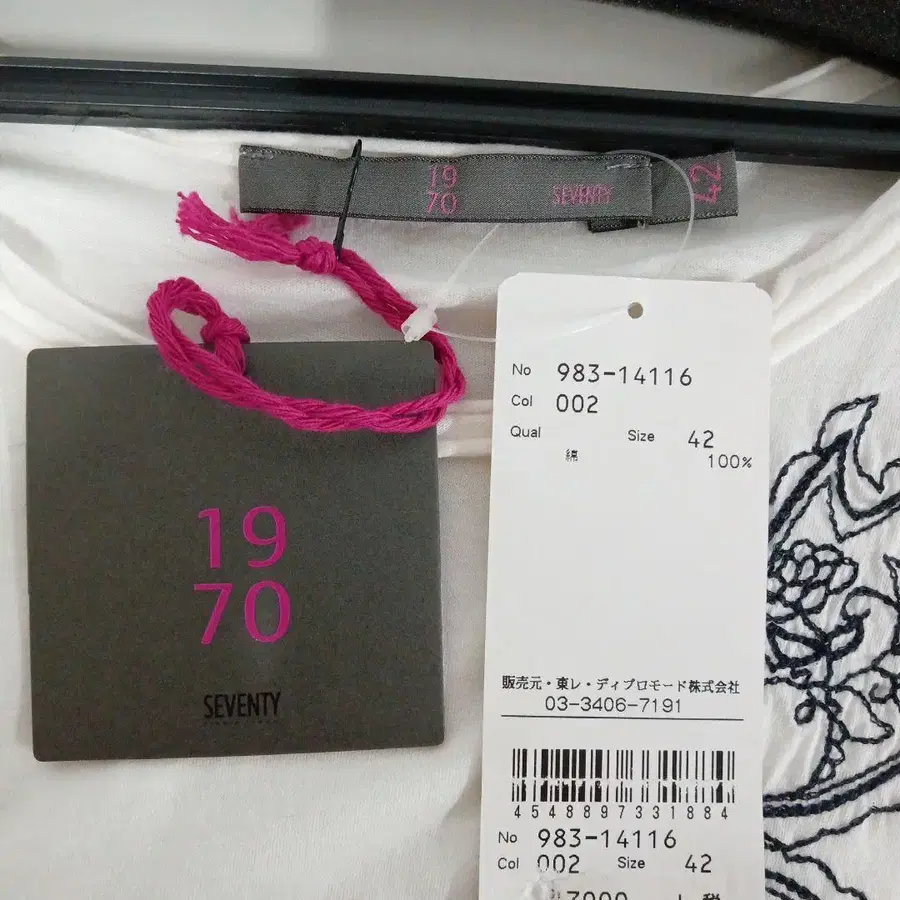 19
70
SEVENTY
42
19
70
SEVENTY
No 983-14116
Col 002
Qual Size 42
綿 100%
販売元・東レ・ディプロモード株式会社
03-3406-7191
4548897331884
No 983-14116
Col 002 Size 42